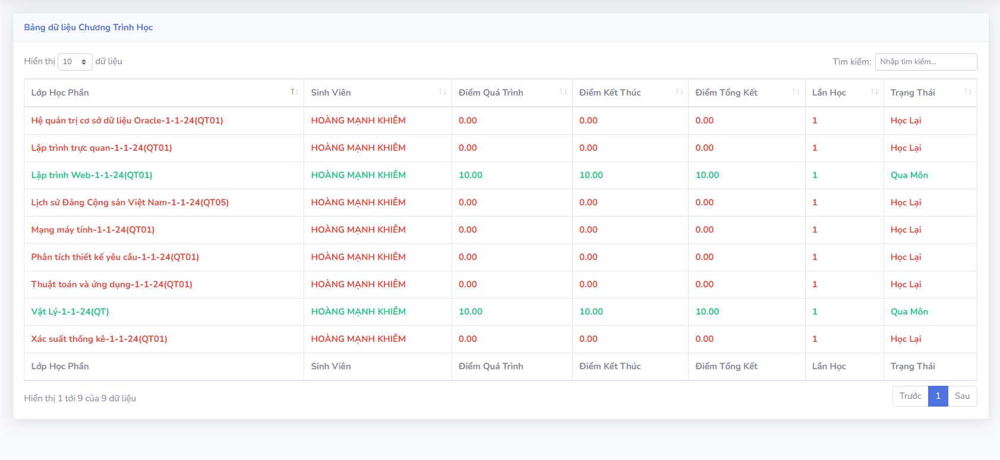 Bảng dữ liệu Chương Trình Học
Hiển thị 10 dữ liệu Tìm kiếm: Nhập tìm kiếm...
Lớp Học Phần Sinh Viên Điểm Quá Trình Điểm Kết Thúc Điểm Tổng Kết Lần Học Trạng Thái
Hệ quản trị cơ sở dữ liệu Oracle-1-1-24(QT01) HOÀNG MẠNH KHIÊM 0.00 0.00 0.00 1 Học Lại
Lập trình trực quan-1-1-24(QT01) HOÀNG MẠNH KHIÊM 0.00 0.00 0.00 1 Học Lại
Lập trình Web-1-1-24(QT01) HOÀNG MẠNH KHIÊM 10.00 10.00 10.00 1 Qua Môn
Lịch sử Đảng Cộng sản Việt Nam-1-1-24(QT05) HOÀNG MẠNH KHIÊM 0.00 0.00 0.00 1 Học Lại
Mạng máy tính-1-1-24(QT01) HOÀNG MẠNH KHIÊM 0.00 0.00 0.00 1 Học Lại
Phân tích thiết kế yêu cầu-1-1-24(QT01) HOÀNG MẠNH KHIÊM 0.00 0.00 0.00 1 Học Lại
Thuật toán và ứng dụng-1-1-24(QT01) HOÀNG MẠNH KHIÊM 0.00 0.00 0.00 1 Học Lại
Vật Lý-1-1-24(QT) HOÀNG MẠNH KHIÊM 10.00 10.00 10.00 1 Qua Môn
Xác suất thống kê-1-1-24(QT01) HOÀNG MẠNH KHIÊM 0.00 0.00 0.00 1 Học Lại
Lớp Học Phần Sinh Viên Điểm Quá Trình Điểm Kết Thúc Điểm Tổng Kết Lần Học Trạng Thái
Hiển thị 1 tới 9 của 9 dữ liệu Trước 1 Sau